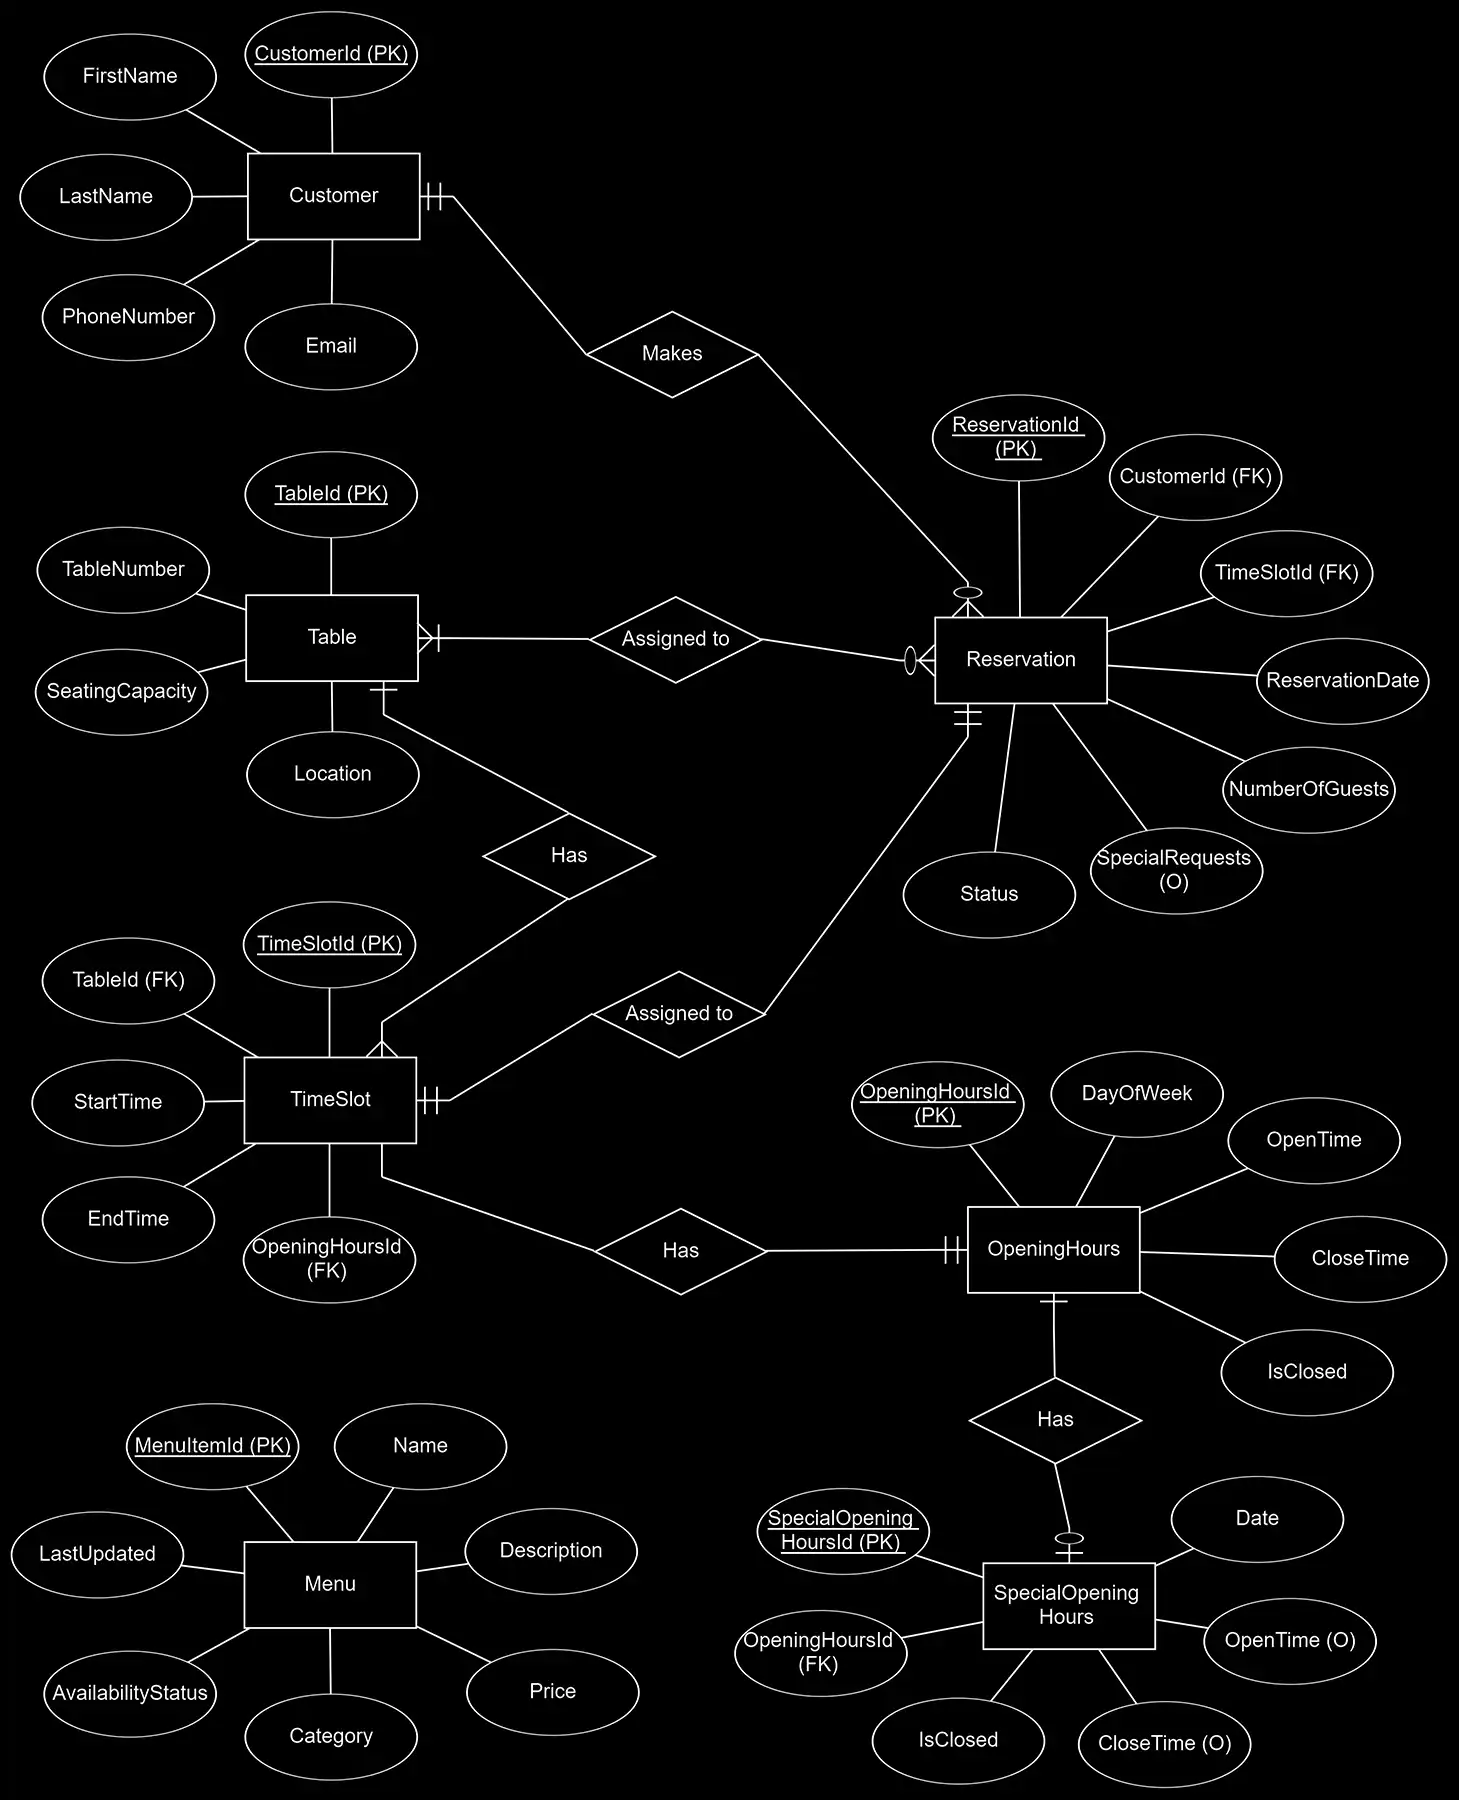 CustomerId (PK)
FirstName
LastName
Customer
PhoneNumber
Email
Makes
ReservationId
(PK)
CustomerId (FK)
TableId (PK)
TableNumber
TimeSlotId (FK)
Table
Assigned to
Reservation
SeatingCapacity
ReservationDate
Location
NumberOfGuests
Has
SpecialRequests
(O)
Status
TimeSlotId (PK)
TableId (FK)
Assigned to
StartTime
TimeSlot
OpeningHoursId
(PK)
DayOfWeek
OpenTime
EndTime
OpeningHoursId
(FK)
Has
OpeningHours
CloseTime
IsClosed
Has
MenuItemId (PK)
Name
LastUpdated
Description
Menu
AvailabilityStatus
Category
Price
SpecialOpening
HoursId (PK)
Date
SpecialOpening
Hours
OpeningHoursId
(FK)
OpenTime (O)
IsClosed
CloseTime (O)